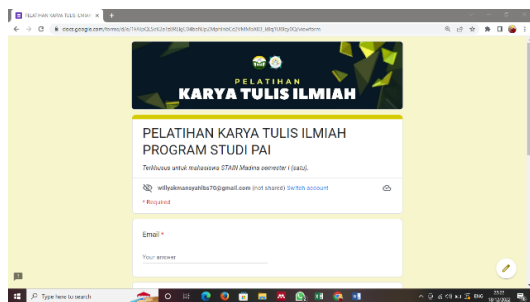 PELATIHAN KARYA TULIS ILMIAH
PELATIHAN
KARYA TULIS ILMIAH
PELATIHAN KARYA TULIS ILMIAH
PROGRAM STUDI PAI
Terkhusus untuk mahasiswa STAIN Madina semester I (satu).
(not shared) Switch account
* Required
Email *
Your answer
Type here to search
ENG